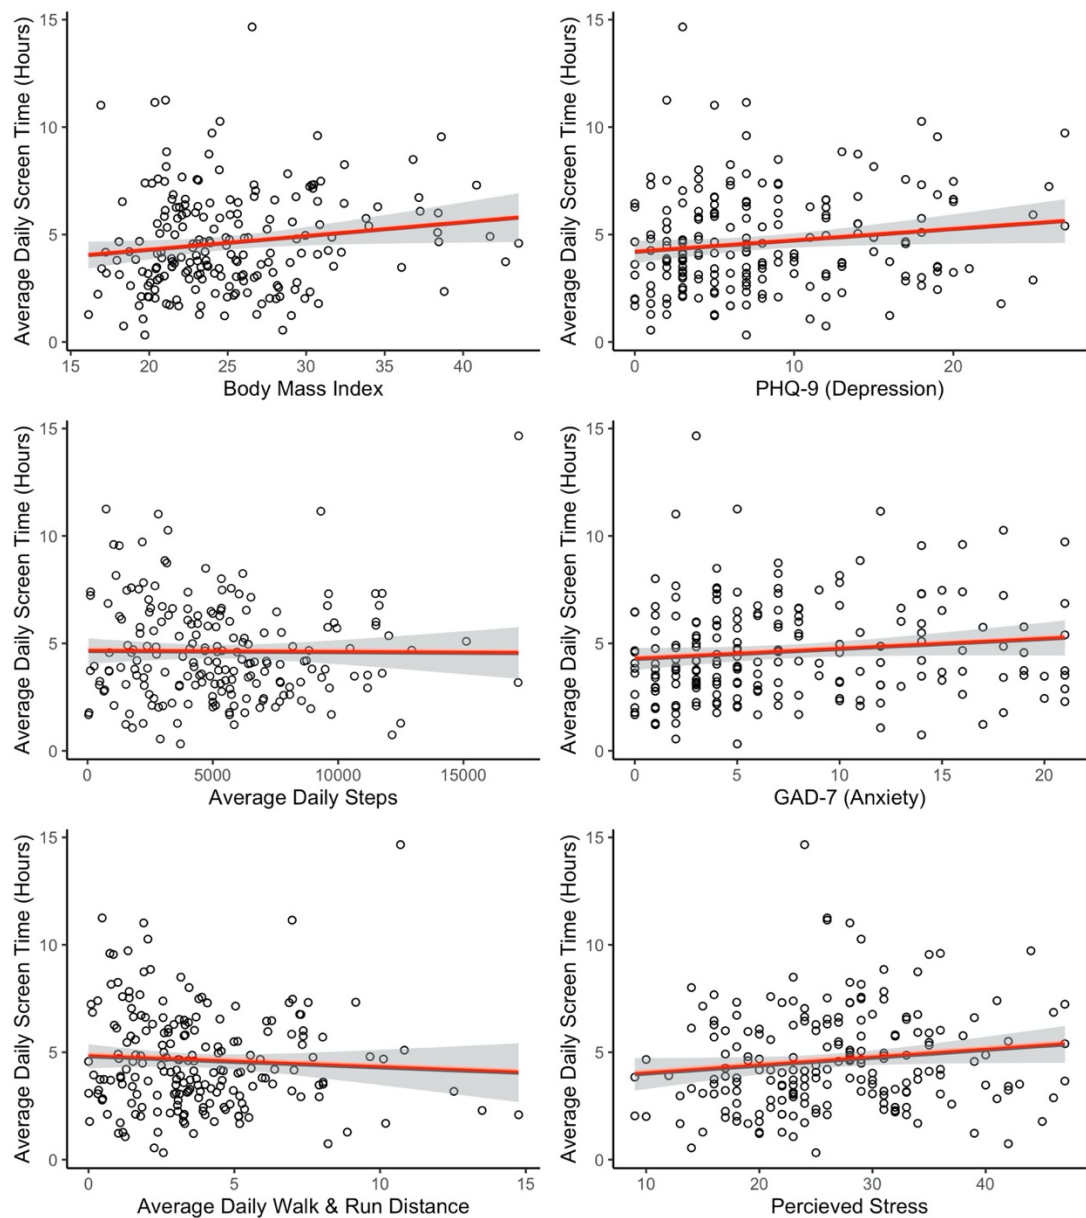 Average Daily Screen Time (Hours)
15
10
5
0
15 20 25 30 35 40
Body Mass Index
Average Daily Screen Time (Hours)
15
10
5
0
0 10 20
PHQ-9 (Depression)
Average Daily Screen Time (Hours)
15
10
5
0
0 5000 10000 15000
Average Daily Steps
Average Daily Screen Time (Hours)
15
10
5
0
0 5 10 15 20
GAD-7 (Anxiety)
Average Daily Screen Time (Hours)
15
10
5
0
0 5 10 15
Average Daily Walk & Run Distance
Average Daily Screen Time (Hours)
15
10
5
0
10 20 30 40
Percieved Stress